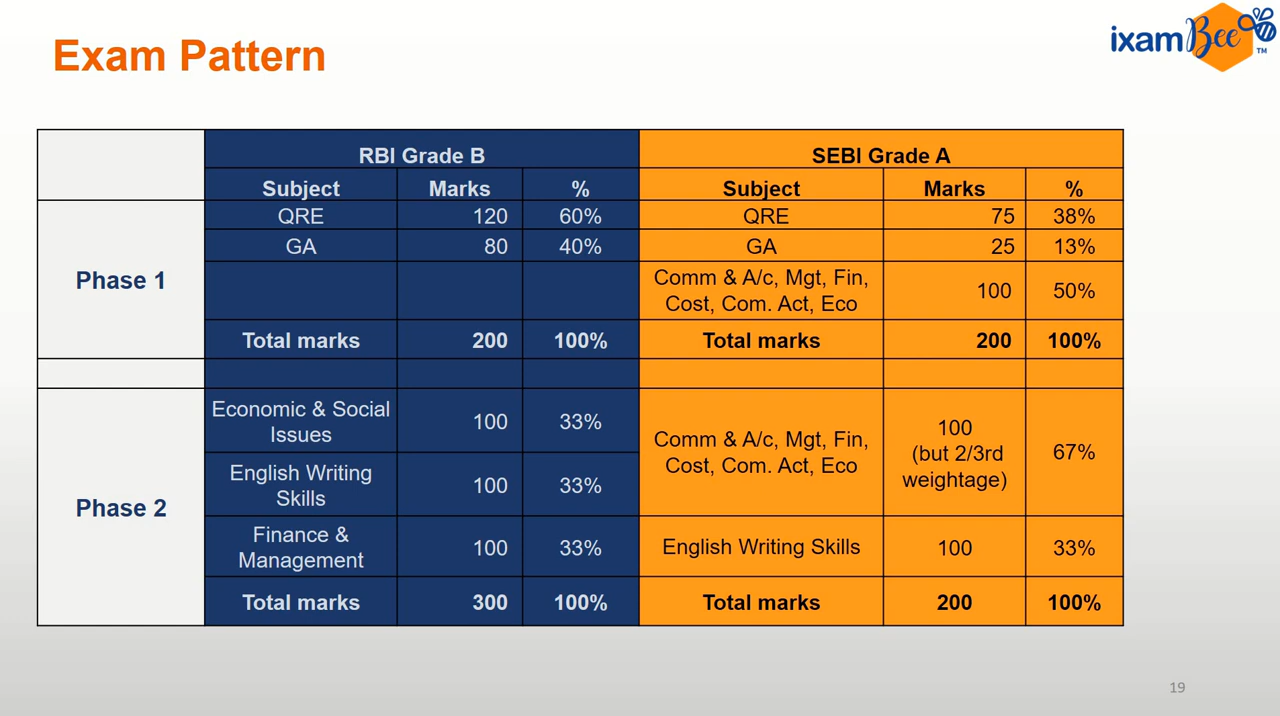 Exam Pattern
ixamBee TM
RBI Grade B SEBI Grade A
Subject Marks % Subject Marks %
Phase 1
QRE 120 60% QRE 75 38%
GA 80 40% GA 25 13%
Comm & A/c, Mgt, Fin,
Cost, Com. Act, Eco
100 50%
Total marks 200 100% Total marks 200 100%
Phase 2
Economic & Social
Issues
100 33%
English Writing
Skills
100 33%
Comm & A/c, Mgt, Fin,
Cost, Com. Act, Eco
100
(but 2/3rd
weightage)
67%
Finance &
Management
100 33%
English Writing Skills 100 33%
Total marks 300 100% Total marks 200 100%
19